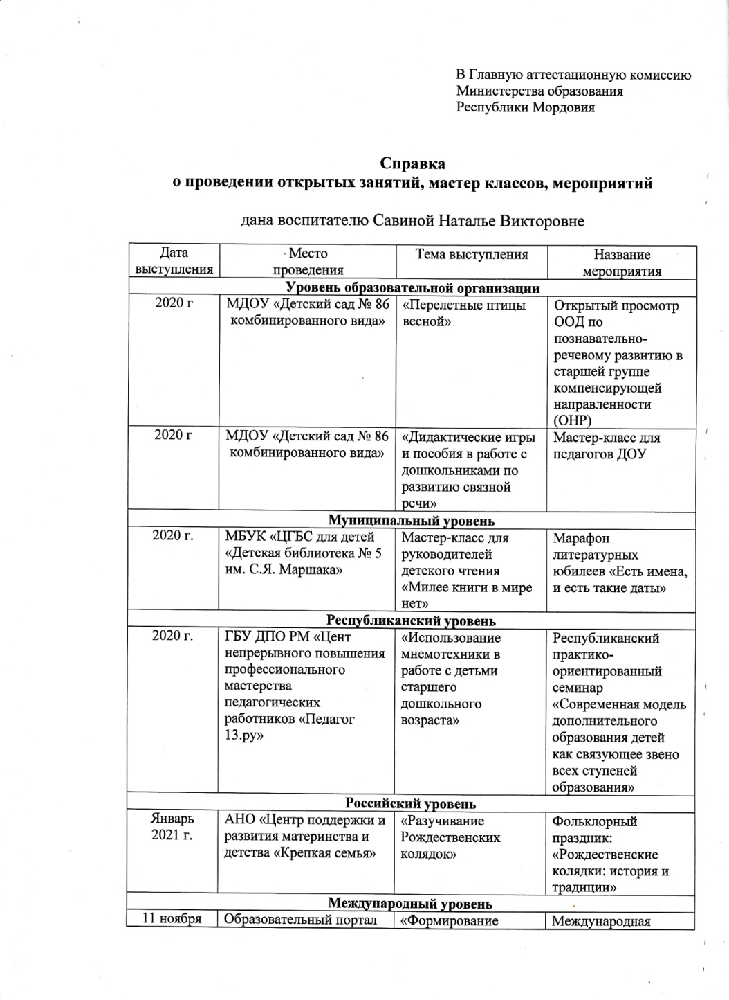 В Главную аттестационную комиссию
Министерства образования
Республики Мордовия
Справка
о проведении открытых занятий, мастер классов, мероприятий
дана воспитателю Савиной Наталье Викторовне
Дата
выступления
Место
проведения
Тема выступления
Название
мероприятия
Уровень образовательной организации
2020 г
МДОУ «Детский сад № 86
комбинированного вида»
«Перелетные птицы
весной»
Открытый просмотр
ООД по
познавательно-
речевому развитию в
старшей группе
компенсирующей
направленности
(ОНР)
2020 г
МДОУ «Детский сад № 86
комбинированного вида»
«Дидактические игры
и пособия в работе с
дошкольниками по
развитию связной
речи»
Мастер-класс для
педагогов ДОУ
Муниципальный уровень
2020 г.
МБУК «ЦГБС для детей
«Детская библиотека № 5
им. С.Я. Маршака»
Мастер-класс для
руководителей
детского чтения
«Милее книги в мире
нет»
Марафон
литературных
юбилеев «Есть имена,
и есть такие даты»
Республиканский уровень
2020 г.
ГБУ ДПО РМ «Цент
непрерывного повышения
профессионального
мастерства
педагогических
работников «Педагог
13.ру»
«Использование
мнемотехники в
работе с детьми
старшего
дошкольного
возраста»
Республиканский
практико-
ориентированный
семинар
«Современная модель
дополнительного
образования детей
как связующее звено
всех ступеней
образования»
Российский уровень
Январь
2021 г.
АНО «Центр поддержки и
развития материнства и
детства «Крепкая семья»
«Разучивание
Рождественских
колядок»
Фольклорный
праздник:
«Рождественские
колядки: история и
традиции»
Международный уровень
11 ноября
Образовательный портал
«Формирование
Международная